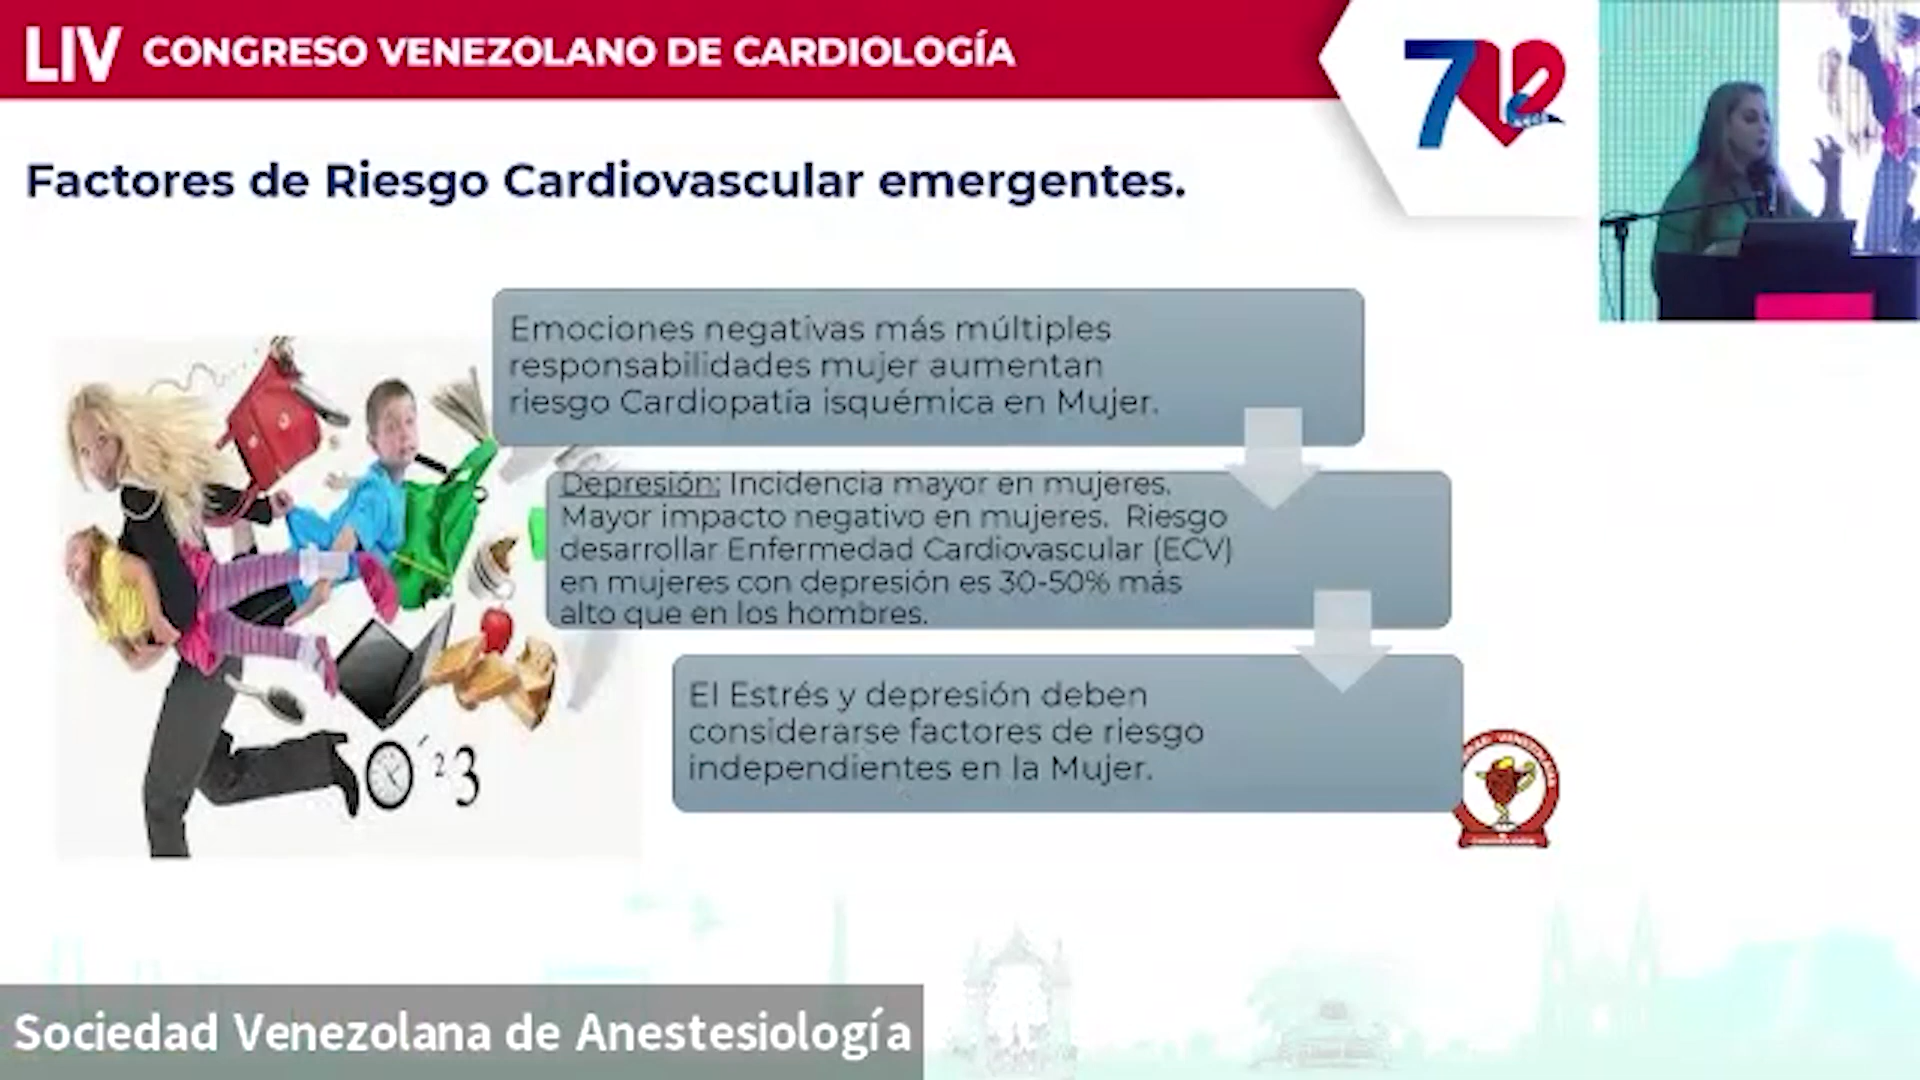 LIV CONGRESO VENEZOLANO DE CARDIOLOGÍA
Factores de Riesgo Cardiovascular emergentes.
Emociones negativas más múltiples
responsabilidades mujer aumentan
riesgo Cardiopatía isquémica en Mujer.
Depresión: Incidencia mayor en mujeres.
Mayor impacto negativo en mujeres. Riesgo
desarrollar Enfermedad Cardiovascular (ECV)
en mujeres con depresión es 30-50% más
alto que en los hombres.
El Estrés y depresión deben
considerarse factores de riesgo
independientes en la Mujer.
2 3
Sociedad Venezolana de Anestesiología